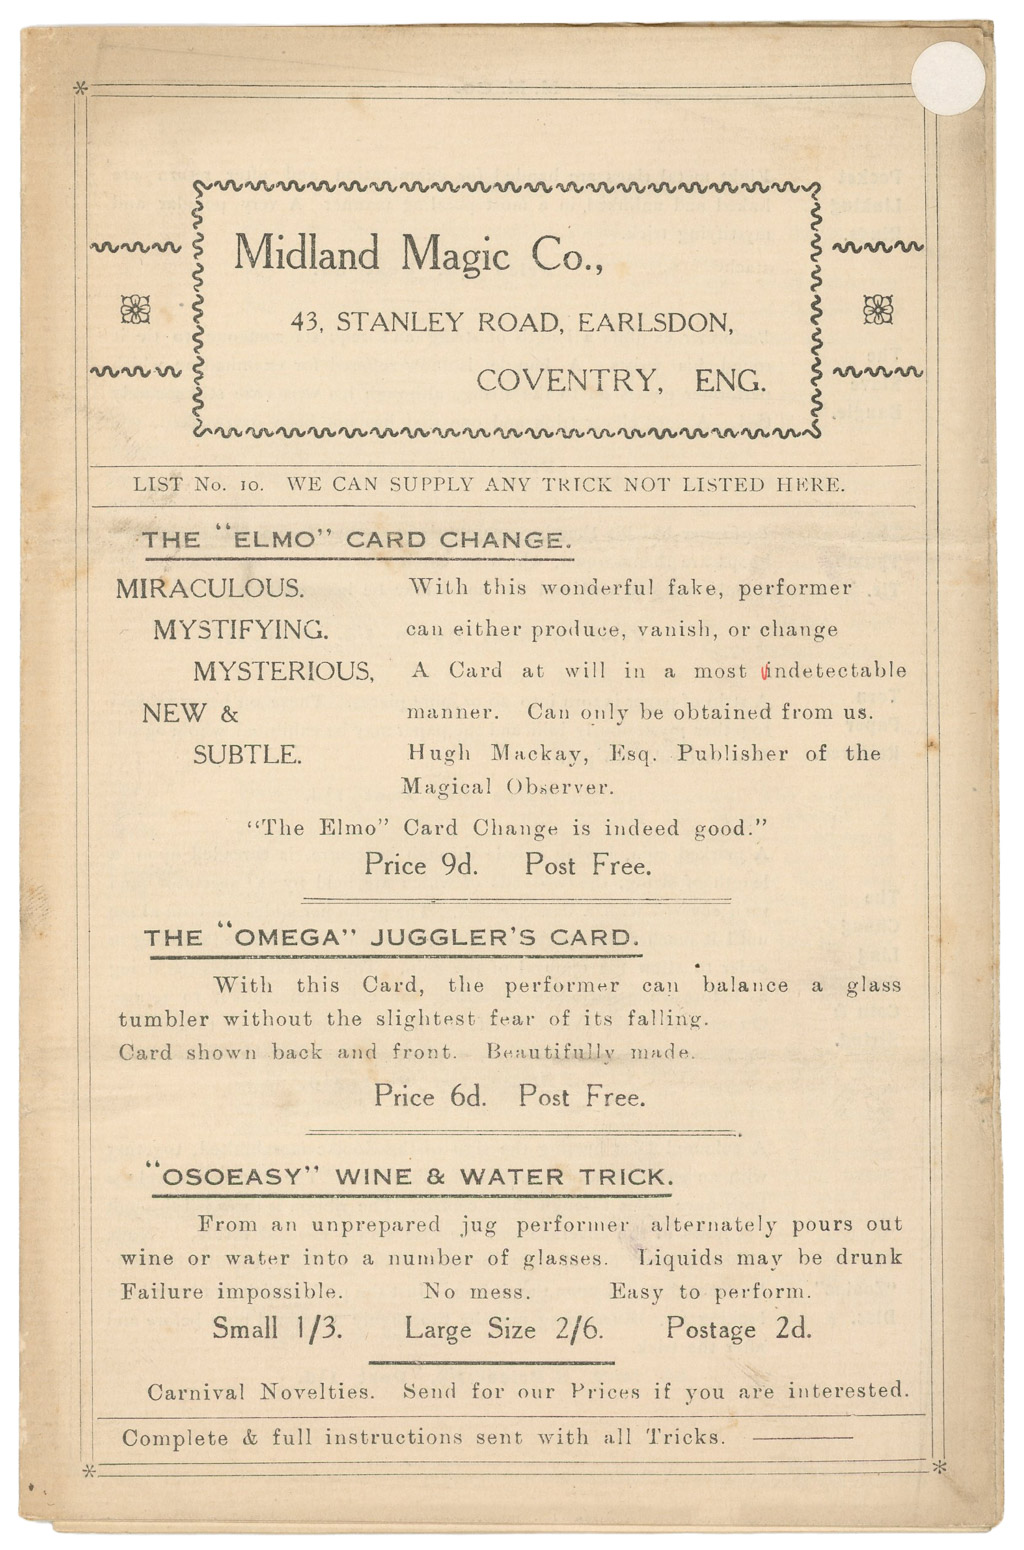 Midland Magic Co.,
43, STANLEY ROAD, EARLSDON,
COVENTRY, ENG.
LIST No. 10. WE CAN SUPPLY ANY TRICK NOT LISTED HERE.
THE "ELMO" CARD CHANGE.
MIRACULOUS. With this wonderful fake, performer
MYSTIFYING. can either produce, vanish, or change
MYSTERIOUS, A Card at will in a most undetectable
NEW & manner. Can only be obtained from us.
SUBTLE. Hugh Mackay, Esq. Publisher of the
Magical Observer.
"The Elmo" Card Change is indeed good."
Price 9d. Post Free.
THE "OMEGA" JUGGLER'S CARD.
With this Card, the performer can balance a glass
tumbler without the slightest fear of its falling.
Card shown back and front. Beautifully made.
Price 6d. Post Free.
"OSOEASY" WINE & WATER TRICK.
From an unprepared jug performer alternately pours out
wine or water into a number of glasses. Liquids may be drunk
Failure impossible. No mess. Easy to perform.
Small 1/3. Large Size 2/6. Postage 2d.
Carnival Novelties. Send for our Prices if you are interested.
Complete & full instructions sent with all Tricks.